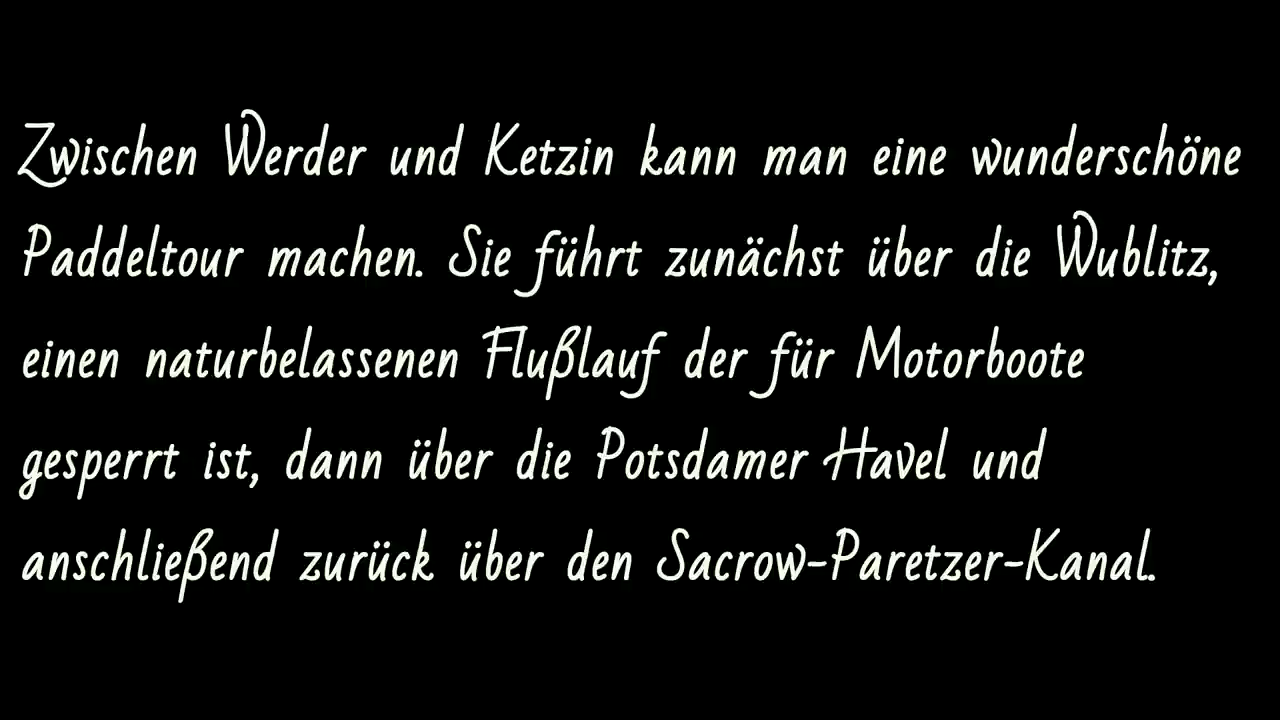 Zwischen Werder und Ketzin kann man eine wunderschöne
Paddeltour machen. Sie führt zunächst über die Wublitz,
einen naturbelassenen Flußlauf der für Motorboote
gesperrt ist, dann über die Potsdamer Havel und
anschließend zurück über den Sacrow-Paretzer-Kanal.